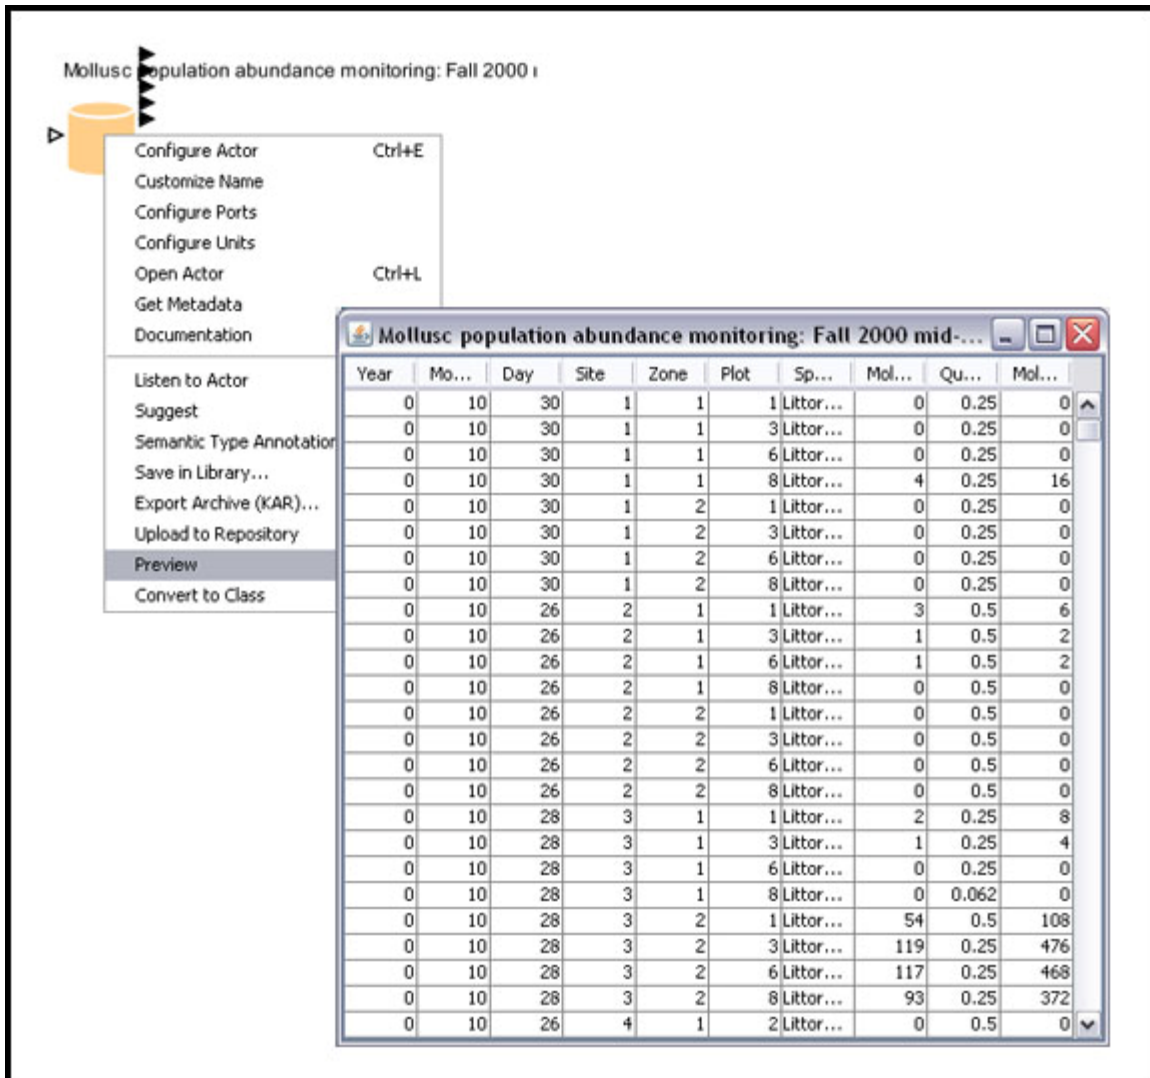 Mollusc population abundance monitoring: Fall 2000
Configure Actor Ctrl+E
Customize Name
Configure Ports
Configure Units
Open Actor Ctrl+L
Get Metadata
Documentation
Listen to Actor
Suggest
Semantic Type Annotation
Save in Library...
Export Archive (KAR)...
Upload to Repository
Preview
Convert to Class
Mollusc population abundance monitoring: Fall 2000 mid-...
Year Mo... Day Site Zone Plot Sp... Mol... Qu... Mol...
0 10 30 1 1 1 Littor... 0 0.25 0
0 10 30 1 1 3 Littor... 0 0.25 0
0 10 30 1 1 6 Littor... 0 0.25 0
0 10 30 1 1 8 Littor... 4 0.25 16
0 10 30 1 2 1 Littor... 0 0.25 0
0 10 30 1 2 3 Littor... 0 0.25 0
0 10 30 1 2 6 Littor... 0 0.25 0
0 10 30 1 2 8 Littor... 0 0.25 0
0 10 26 2 1 1 Littor... 3 0.5 6
0 10 26 2 1 3 Littor... 1 0.5 2
0 10 26 2 1 6 Littor... 1 0.5 2
0 10 26 2 1 8 Littor... 0 0.5 0
0 10 26 2 2 1 Littor... 0 0.5 0
0 10 26 2 2 3 Littor... 0 0.5 0
0 10 26 2 2 6 Littor... 0 0.5 0
0 10 26 2 2 8 Littor... 0 0.5 0
0 10 28 3 1 1 Littor... 2 0.25 8
0 10 28 3 1 3 Littor... 1 0.25 4
0 10 28 3 1 6 Littor... 0 0.25 0
0 10 28 3 1 8 Littor... 0 0.062 0
0 10 28 3 2 1 Littor... 54 0.5 108
0 10 28 3 2 3 Littor... 119 0.25 476
0 10 28 3 2 6 Littor... 117 0.25 468
0 10 28 3 2 8 Littor... 93 0.25 372
0 10 26 4 1 2 Littor... 0 0.5 0